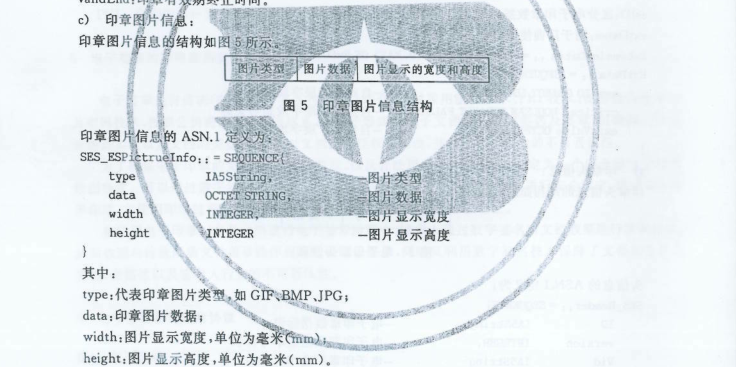 validEnd:印章有效期终止时间。
c) 印章图片信息:
印章图片信息的结构如图5所示。
图片类型 图片数据 图片显示的宽度和高度
图 5 印章图片信息结构
印章图片信息的 ASN.1 定义为:
SES_ESPictrueInfo::=SEQUENCE{
type IA5String, —图片类型
data OCTET STRING, —图片数据
width INTEGER, —图片显示宽度
height INTEGER —图片显示高度
}
其中:
type:代表印章图片类型,如 GIF、BMP、JPG;
data:印章图片数据;
width:图片显示宽度,单位为毫米(mm);
height:图片显示高度,单位为毫米(mm)。